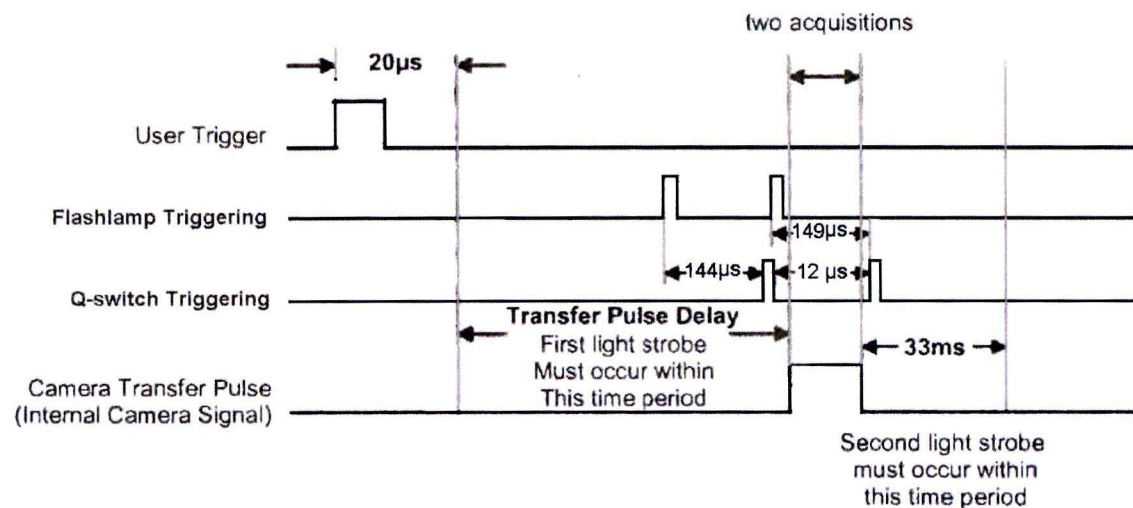 two acquisitions
20µs
User Trigger
Flashlamp Triggering
149µs
144µs
12 µs
Q-switch Triggering
Transfer Pulse Delay
First light strobe
Must occur within
This time period
33ms
Camera Transfer Pulse
(Internal Camera Signal)
Second light strobe
must occur within
this time period